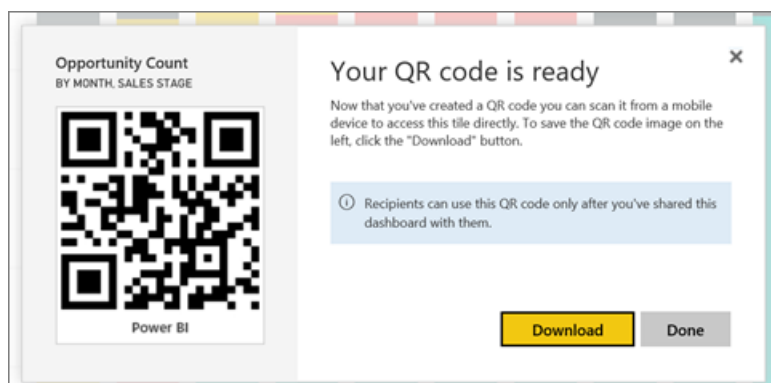 Opportunity Count
BY MONTH, SALES STAGE
Power BI
Your QR code is ready
Now that you've created a QR code you can scan it from a mobile
device to access this tile directly. To save the QR code image on the
left, click the "Download" button.
Recipients can use this QR code only after you've shared this
dashboard with them.
Download
Done